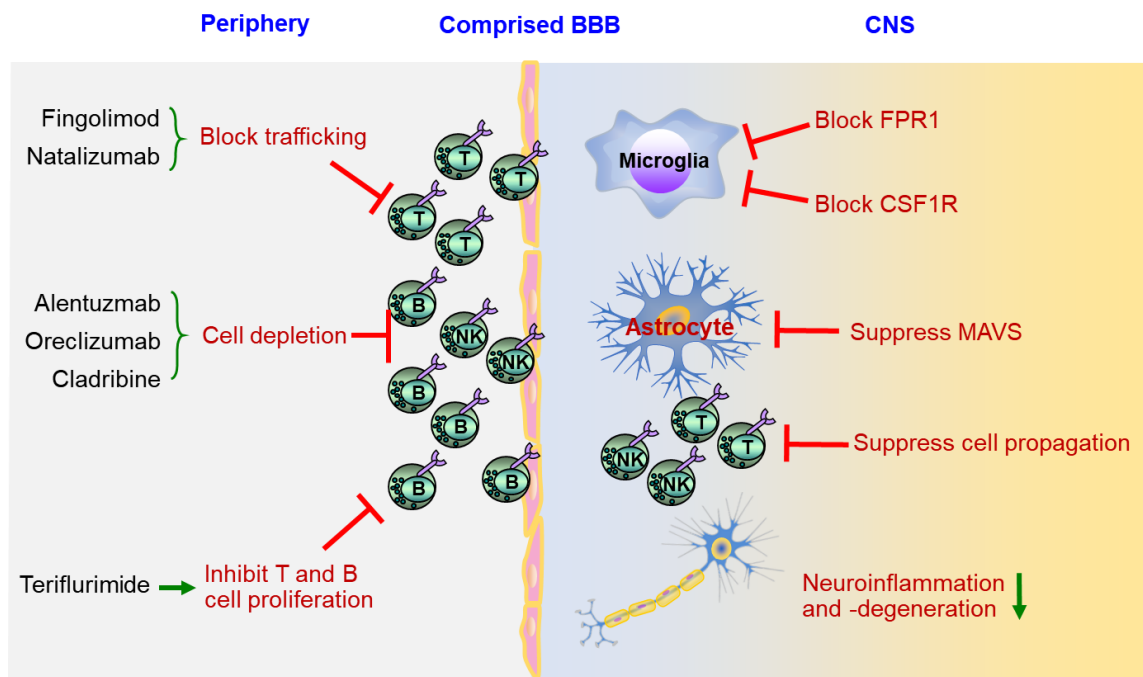 Periphery
Comprised BBB
CNS
Fingolimod
Natalizumab
Block trafficking
T
T
T
T
Microglia
Block FPR1
Block CSF1R
Alentuzmab
Oreclizumab
Cladribine
Cell depletion
B
NK
NK
B
B
Astrocyte
Suppress MAVS
T
T
NK
NK
Suppress cell propagation
B
B
Teriflurimide
Inhibit T and B
cell proliferation
Neuroinflammation
and -degeneration